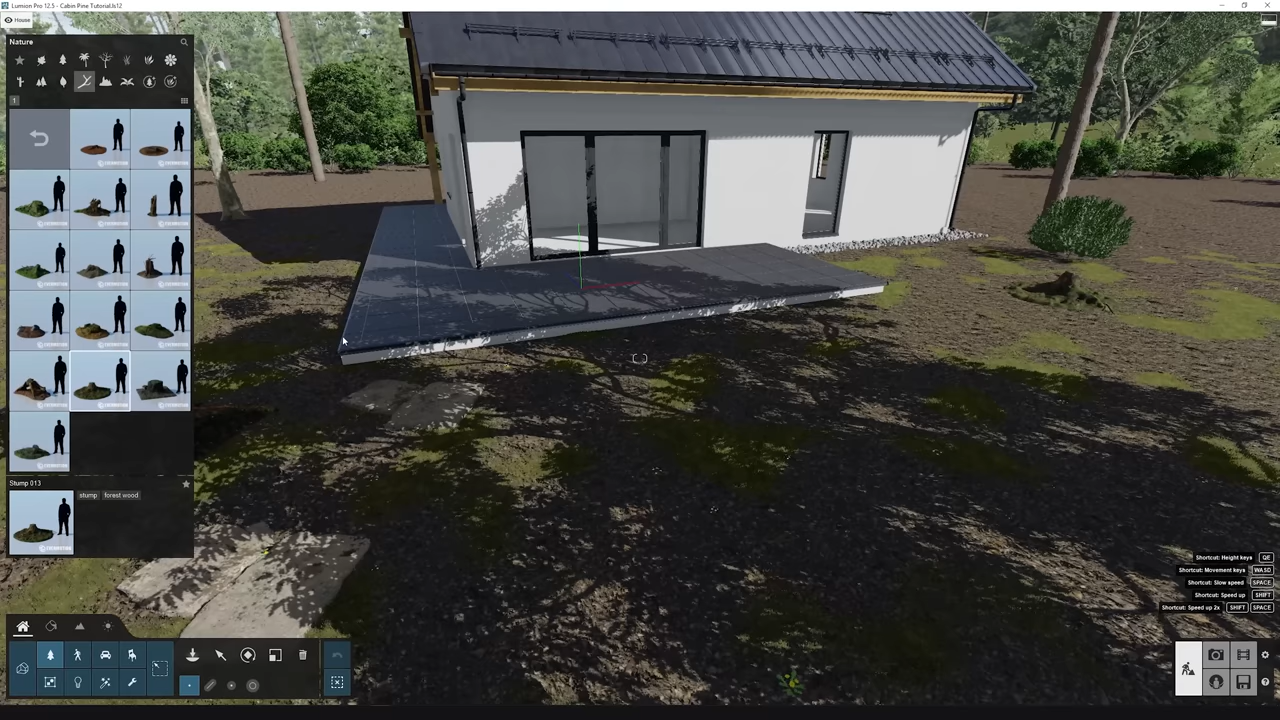 Lumion Pro 12.5 - Cabin Pine Tutorial.ls12
House
Nature
1
Stump 013
stump forest wood
Shortcut: Height keys QE
Shortcut: Movement keys WASD
Shortcut: Slow speed SPACE
Shortcut: Speed up SHIFT
Shortcut: Speed up 2x SHIFT SPACE